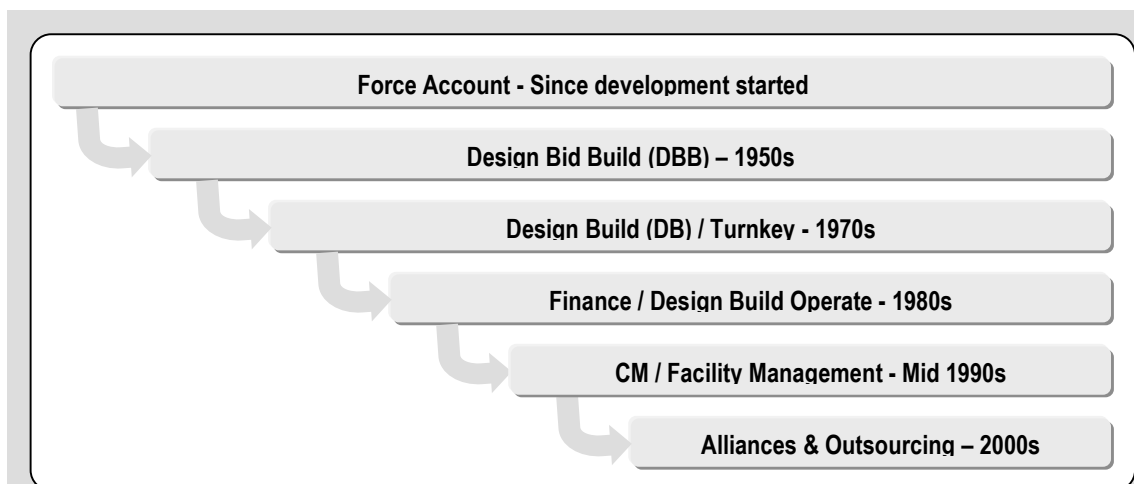 Force Account - Since development started
Design Bid Build (DBB) – 1950s
Design Build (DB) / Turnkey - 1970s
Finance / Design Build Operate - 1980s
CM / Facility Management - Mid 1990s
Alliances & Outsourcing – 2000s